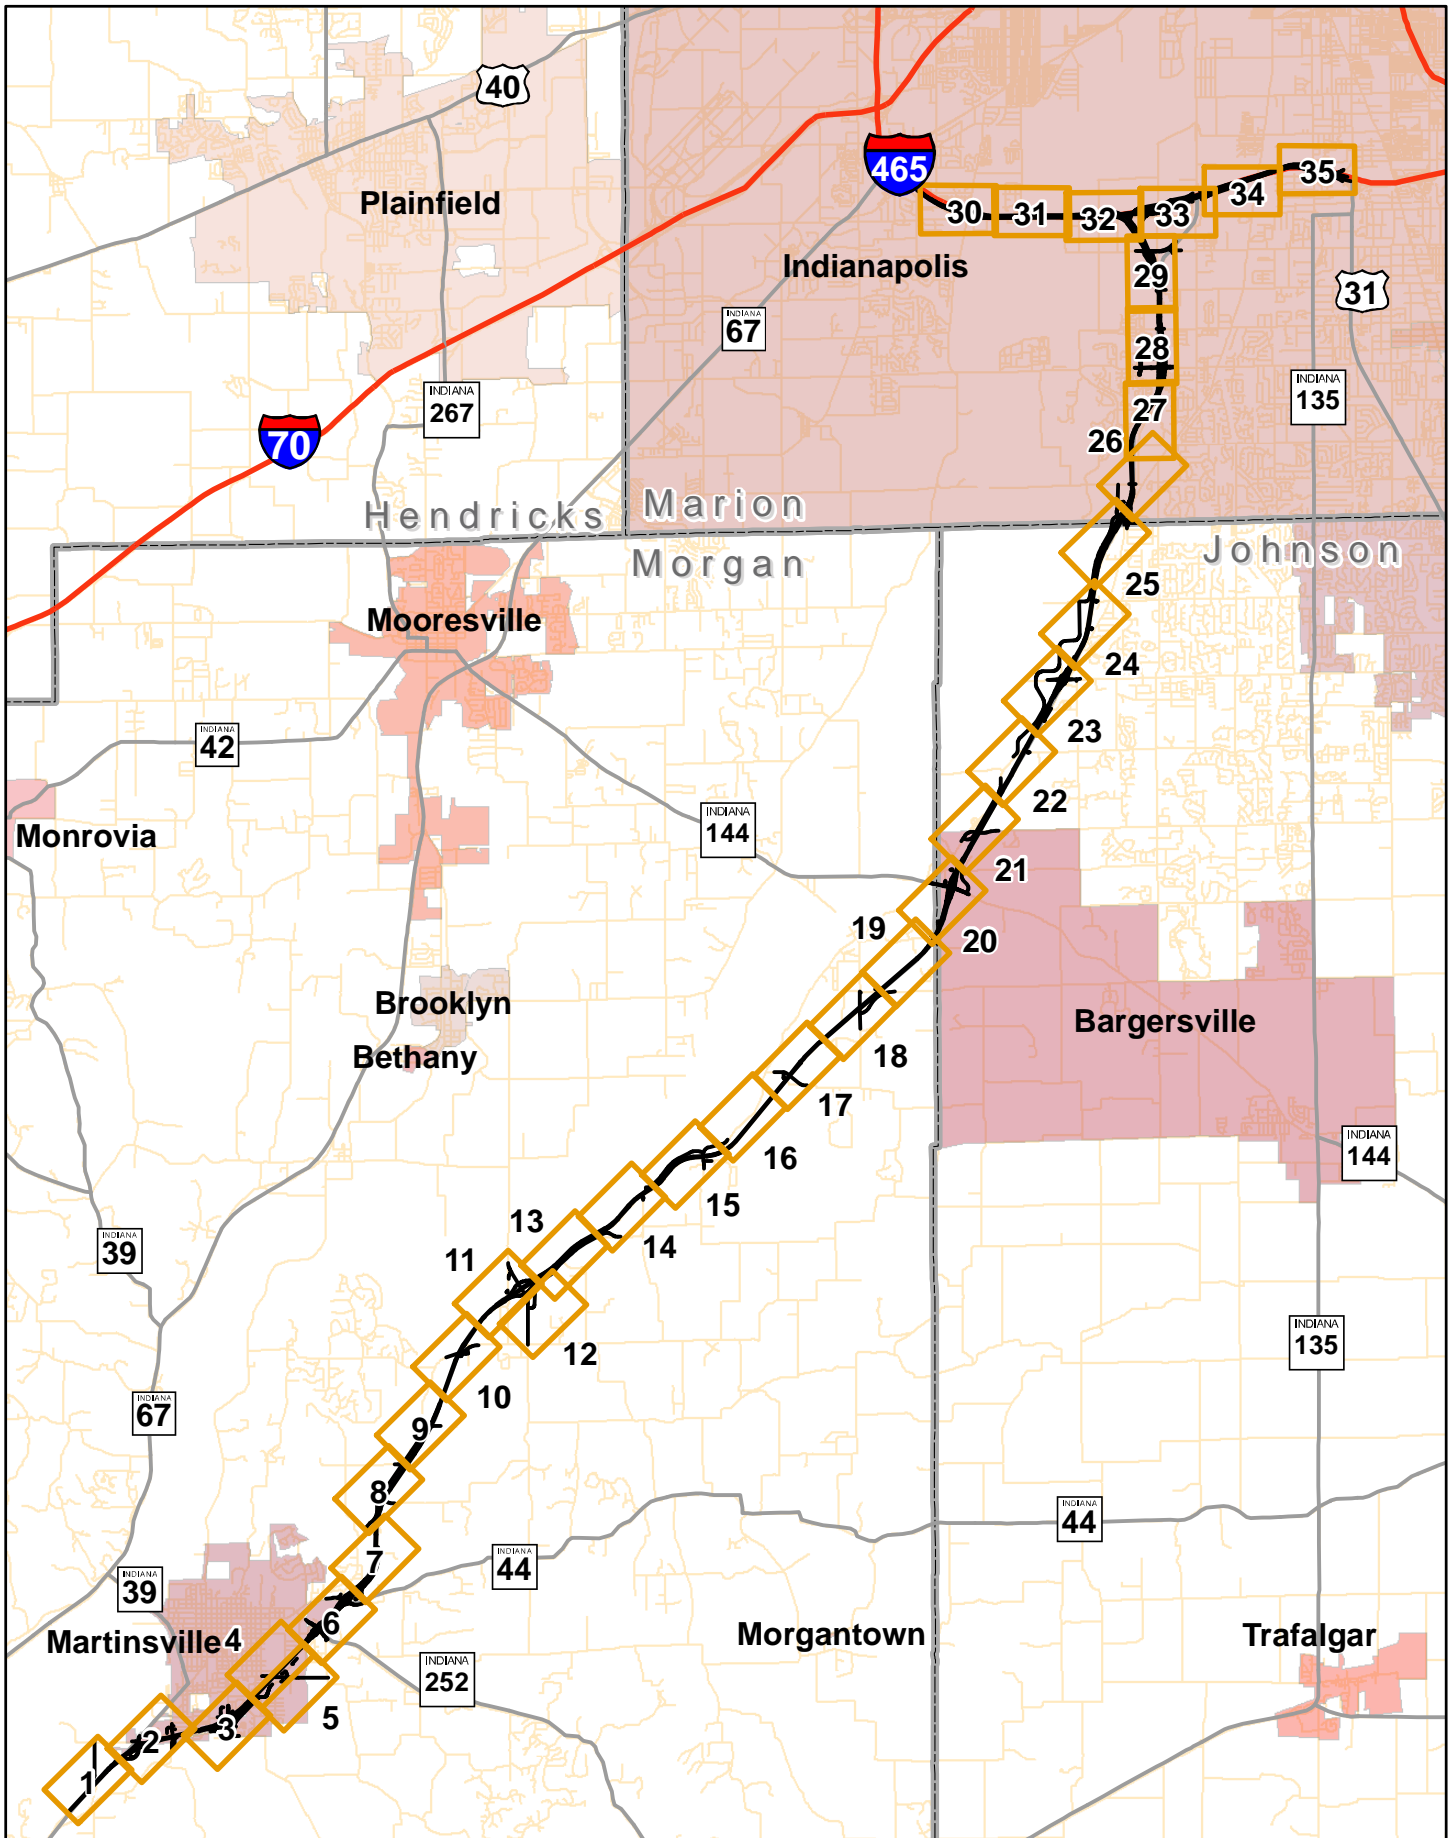 40
Plainfield
465
35
34
30
31
32
33
Indianapolis
29
31
INDIANA
67
28
INDIANA
267
INDIANA
135
27
26
70
Hendricks
Marion
Morgan
Johnson
25
Mooresville
24
23
INDIANA
42
22
INDIANA
144
Monrovia
21
19
20
Brooklyn
Bargersville
Bethany
18
17
INDIANA
144
16
15
13
14
INDIANA
39
11
12
INDIANA
135
10
INDIANA
67
9
8
INDIANA
44
7
INDIANA
44
INDIANA
39
6
Martinsville
4
Morgantown
Trafalgar
INDIANA
252
5
3
2
1